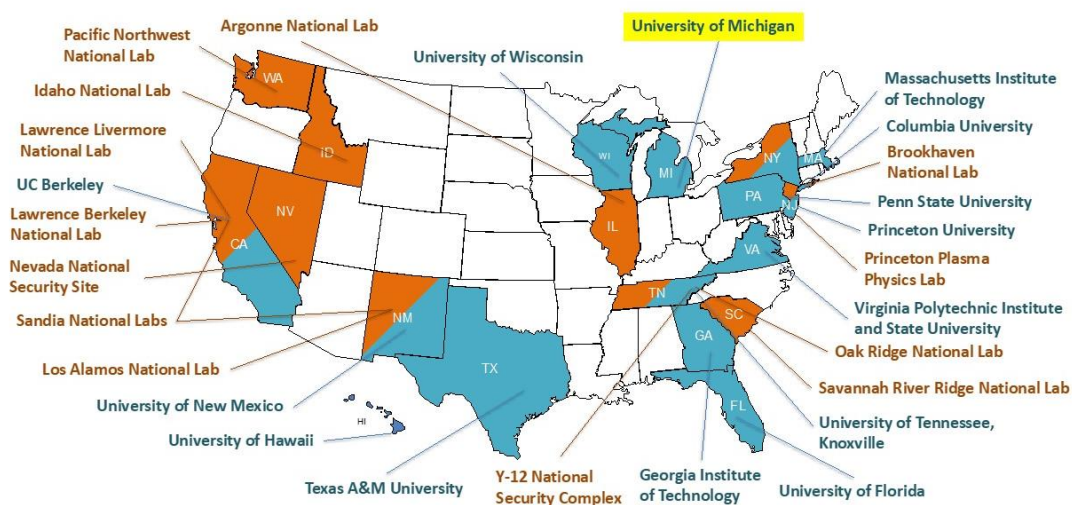 Argonne National Lab
University of Michigan
Pacific Northwest
National Lab
University of Wisconsin
Idaho National Lab
Massachusetts Institute
of Technology
Lawrence Livermore
National Lab
Columbia University
Brookhaven
National Lab
UC Berkeley
Penn State University
Lawrence Berkeley
National Lab
Princeton University
Nevada National
Security Site
Princeton Plasma
Physics Lab
Sandia National Labs
Virginia Polytechnic Institute
and State University
Los Alamos National Lab
Oak Ridge National Lab
Savannah River Ridge National Lab
University of New Mexico
University of Hawaii
University of Tennessee,
Knoxville
Texas A&M University
Y-12 National
Security Complex
Georgia Institute
of Technology
University of Florida
WA
ID
NV
CA
NM
TX
HI
WI
MI
IL
TN
NY
MA
PA
NJ
VA
SC
GA
FL